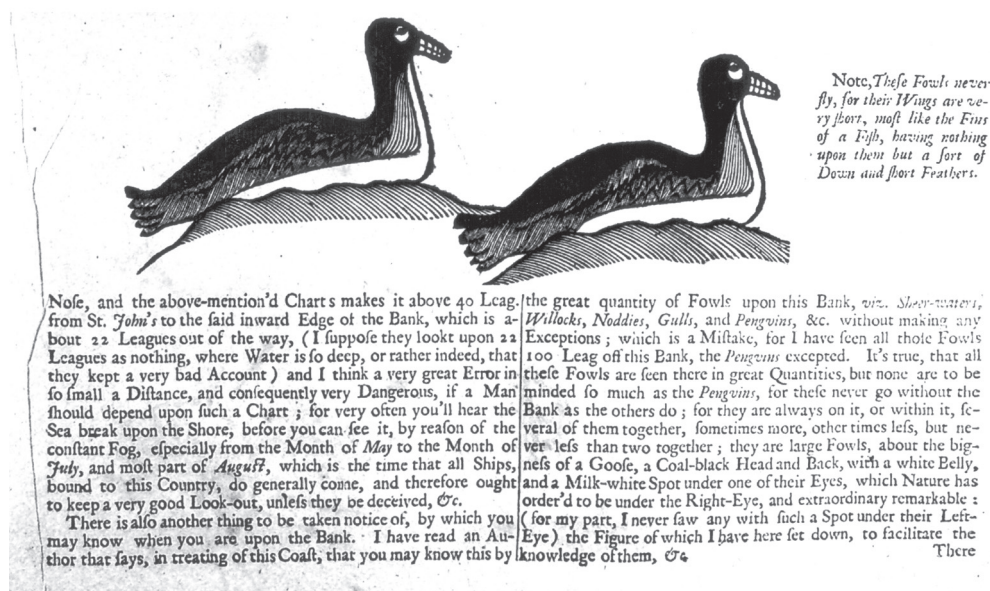 Note, Theſe Fowls never
fly, for their Wings are ve-
ry ſhort, moſt like the Fins
of a Fiſh, having nothing
upon them but a ſort of
Down and ſhort Feathers.
Noſe, and the above-mention'd Charts makes it above 40 Leag.
from St. John's to the ſaid inward Edge of the Bank, which is a-
bout 22 Leagues out of the way, (I ſuppoſe they lookt upon 22
Leagues as nothing, where Water is ſo deep, or rather indeed, that
they kept a very bad Account) and I think a very great Error in
ſo ſmall a Diſtance, and conſequently very Dangerous, if a Man
ſhould depend upon ſuch a Chart; for very often you'll hear the
Sea break upon the Shore, before you can ſee it, by reaſon of the
conſtant Fog, eſpecially from the Month of May to the Month of
July, and moſt part of Auguſt, which is the time that all Ships,
bound to this Country, do generally come, and therefore ought
to keep a very good Look-out, unleſs they be deceived, &c.
There is alſo another thing to be taken notice of, by which you
may know when you are upon the Bank. I have read an Au-
thor that ſays, in treating of this Coaſt, that you may know this by
the great quantity of Fowls upon this Bank, viz. Sheer-waters,
Willocks, Noddies, Gulls, and Pengvins, &c. without making any
Exceptions; which is a Miſtake, for I have ſeen all thoſe Fowls
100 Leag off this Bank, the Pengvins excepted. It's true, that all
theſe Fowls are ſeen there in great Quantities, but none are to be
minded ſo much as the Pengvins, for theſe never go without the
Bank as the others do; for they are always on it, or within it, ſe-
veral of them together, ſometimes more, other times leſs, but ne-
ver leſs than two together; they are large Fowls, about the big-
neſs of a Gooſe, a Coal-black Head and Back, with a white Belly,
and a Milk-white Spot under one of their Eyes, which Nature has
order'd to be under the Right-Eye, and extraordinary remarkable:
(for my part, I never ſaw any with ſuch a Spot under their Left-
Eye) the Figure of which I have here ſet down, to facilitate the
knowledge of them, &c
There